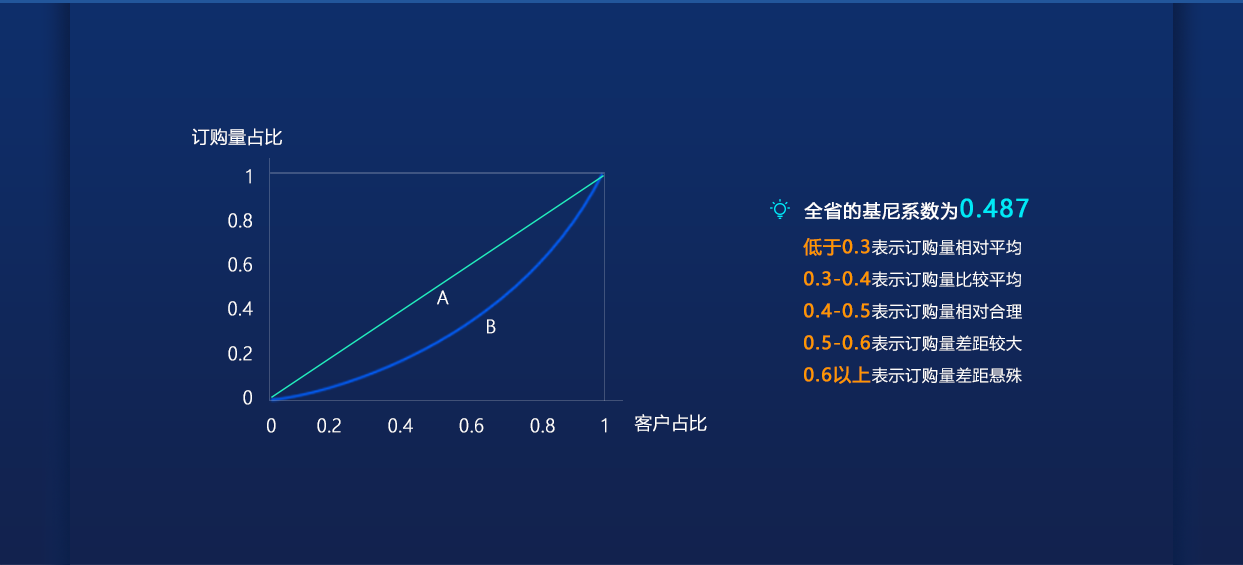 订购量占比
1
0.8
0.6
0.4
0.2
0
0 0.2 0.4 0.6 0.8 1 客户占比
A
B
全省的基尼系数为0.487
低于0.3表示订购量相对平均
0.3-0.4表示订购量比较平均
0.4-0.5表示订购量相对合理
0.5-0.6表示订购量差距较大
0.6以上表示订购量差距悬殊